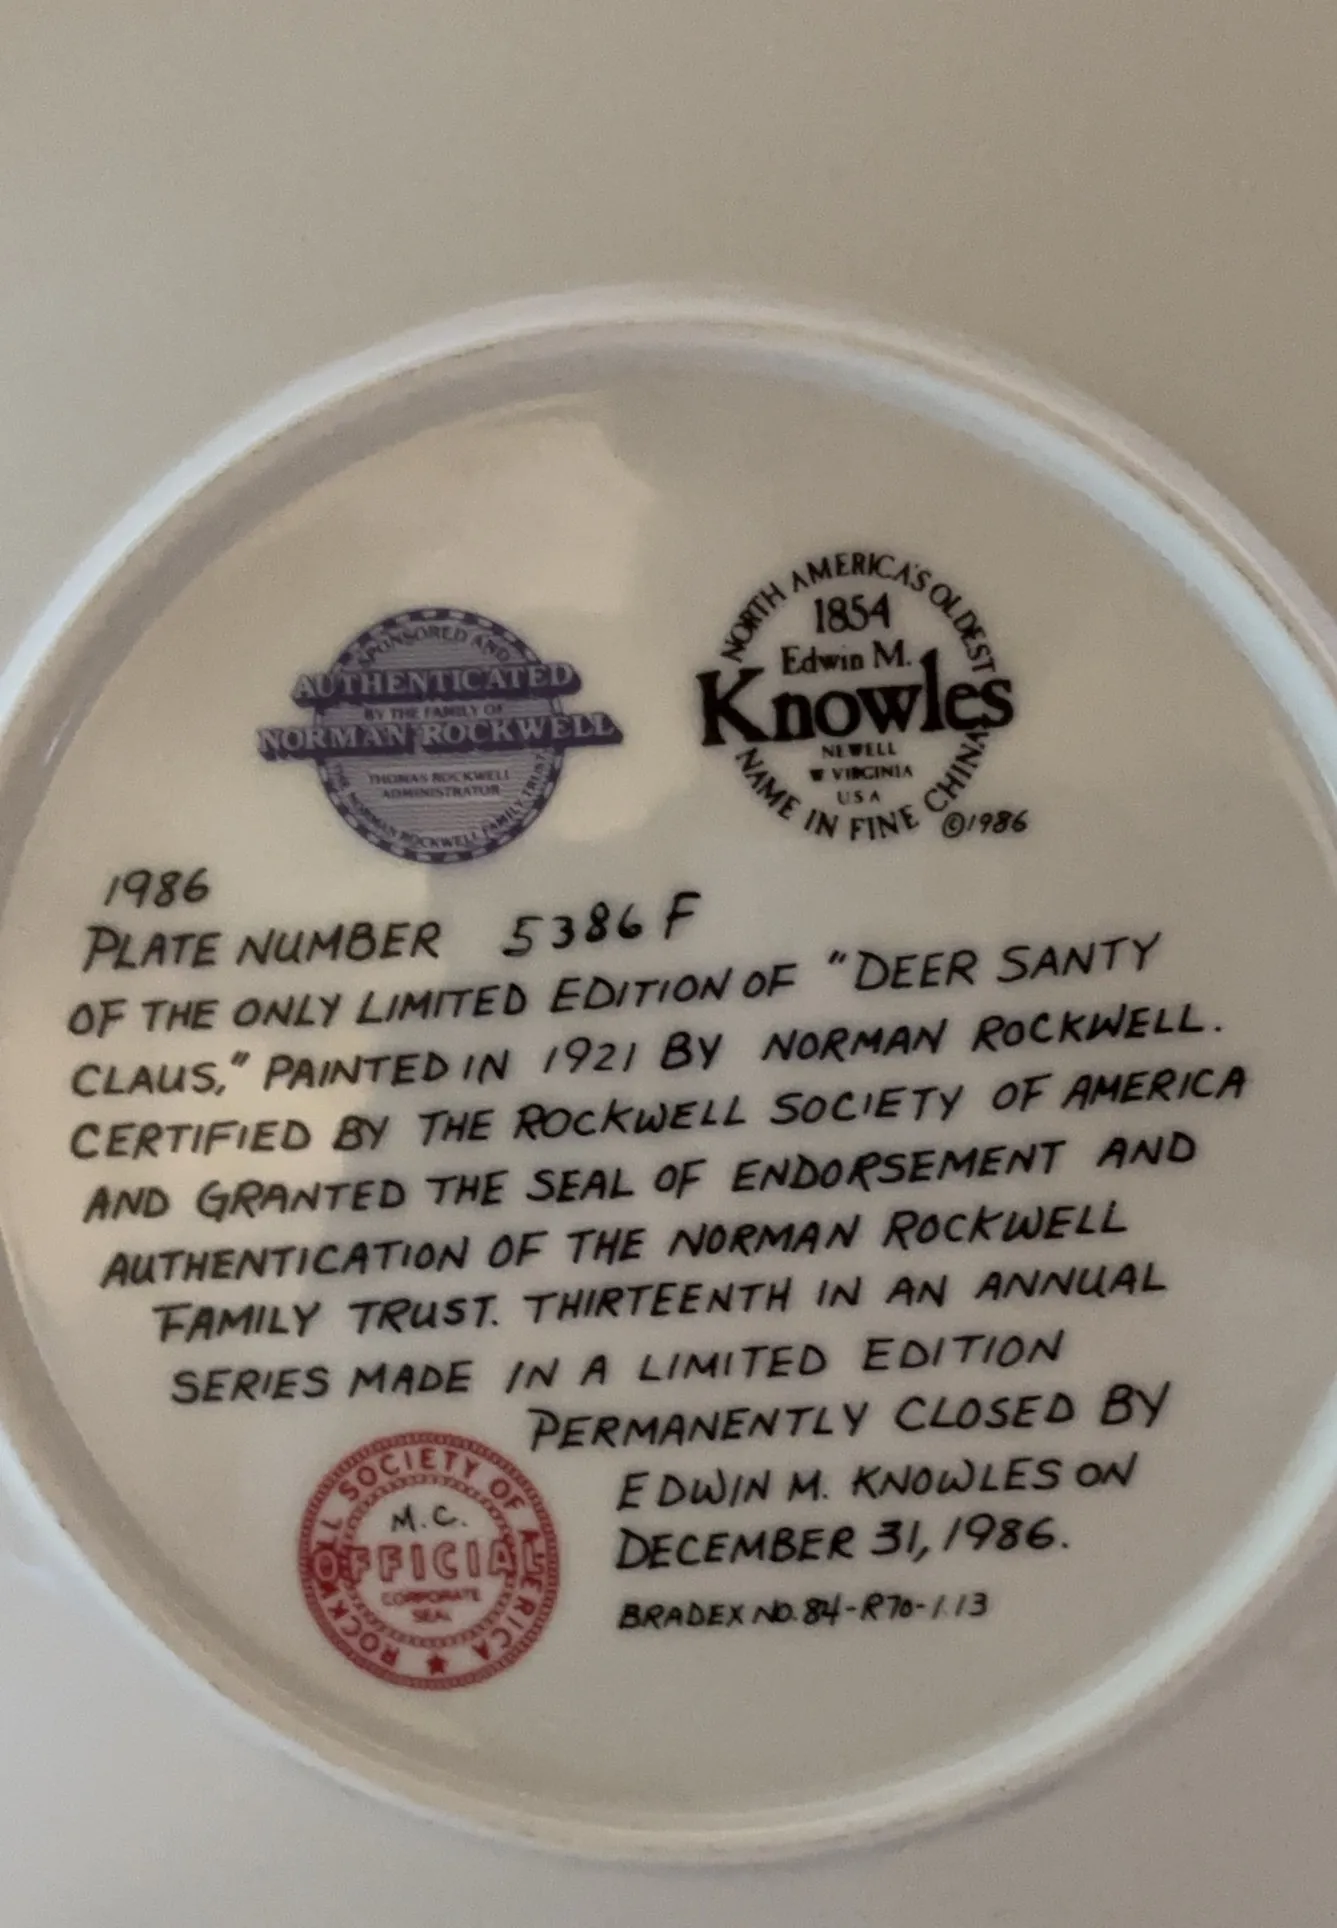 SPONSORED AND
AUTHENTICATED
BY THE FAMILY OF
NORMAN ROCKWELL
THOMAS ROCKWELL
ADMINISTRATOR
THE NORMAN ROCKWELL FAMILY TRUST
NORTH AMERICA'S OLDEST
1854
Edwin M.
Knowles
NEWELL
W VIRGINIA
USA
NAME IN FINE CHINA
©1986
1986
PLATE NUMBER 5386 F
OF THE ONLY LIMITED EDITION OF "DEER SANTY
CLAUS," PAINTED IN 1921 BY NORMAN ROCKWELL.
CERTIFIED BY THE ROCKWELL SOCIETY OF AMERICA
AND GRANTED THE SEAL OF ENDORSEMENT AND
AUTHENTICATION OF THE NORMAN ROCKWELL
FAMILY TRUST. THIRTEENTH IN AN ANNUAL
SERIES MADE IN A LIMITED EDITION
PERMANENTLY CLOSED BY
EDWIN M. KNOWLES ON
DECEMBER 31, 1986.
BRADEX NO. 84-R70-1.13
ROCKWELL SOCIETY OF AMERICA
M.C.
OFFICIAL
CORPORATE
SEAL